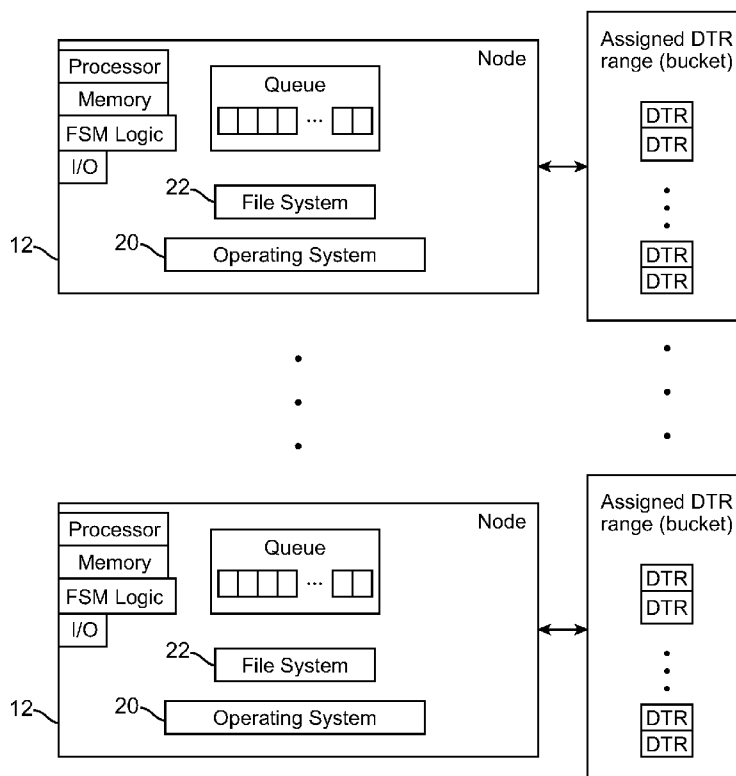 Node
Processor
Memory
FSM Logic
I/O
Queue
...
22
File System
12
20
Operating System
Assigned DTR
range (bucket)
DTR
DTR
DTR
DTR
Node
Processor
Memory
FSM Logic
I/O
Queue
...
22
File System
12
20
Operating System
Assigned DTR
range (bucket)
DTR
DTR
DTR
DTR